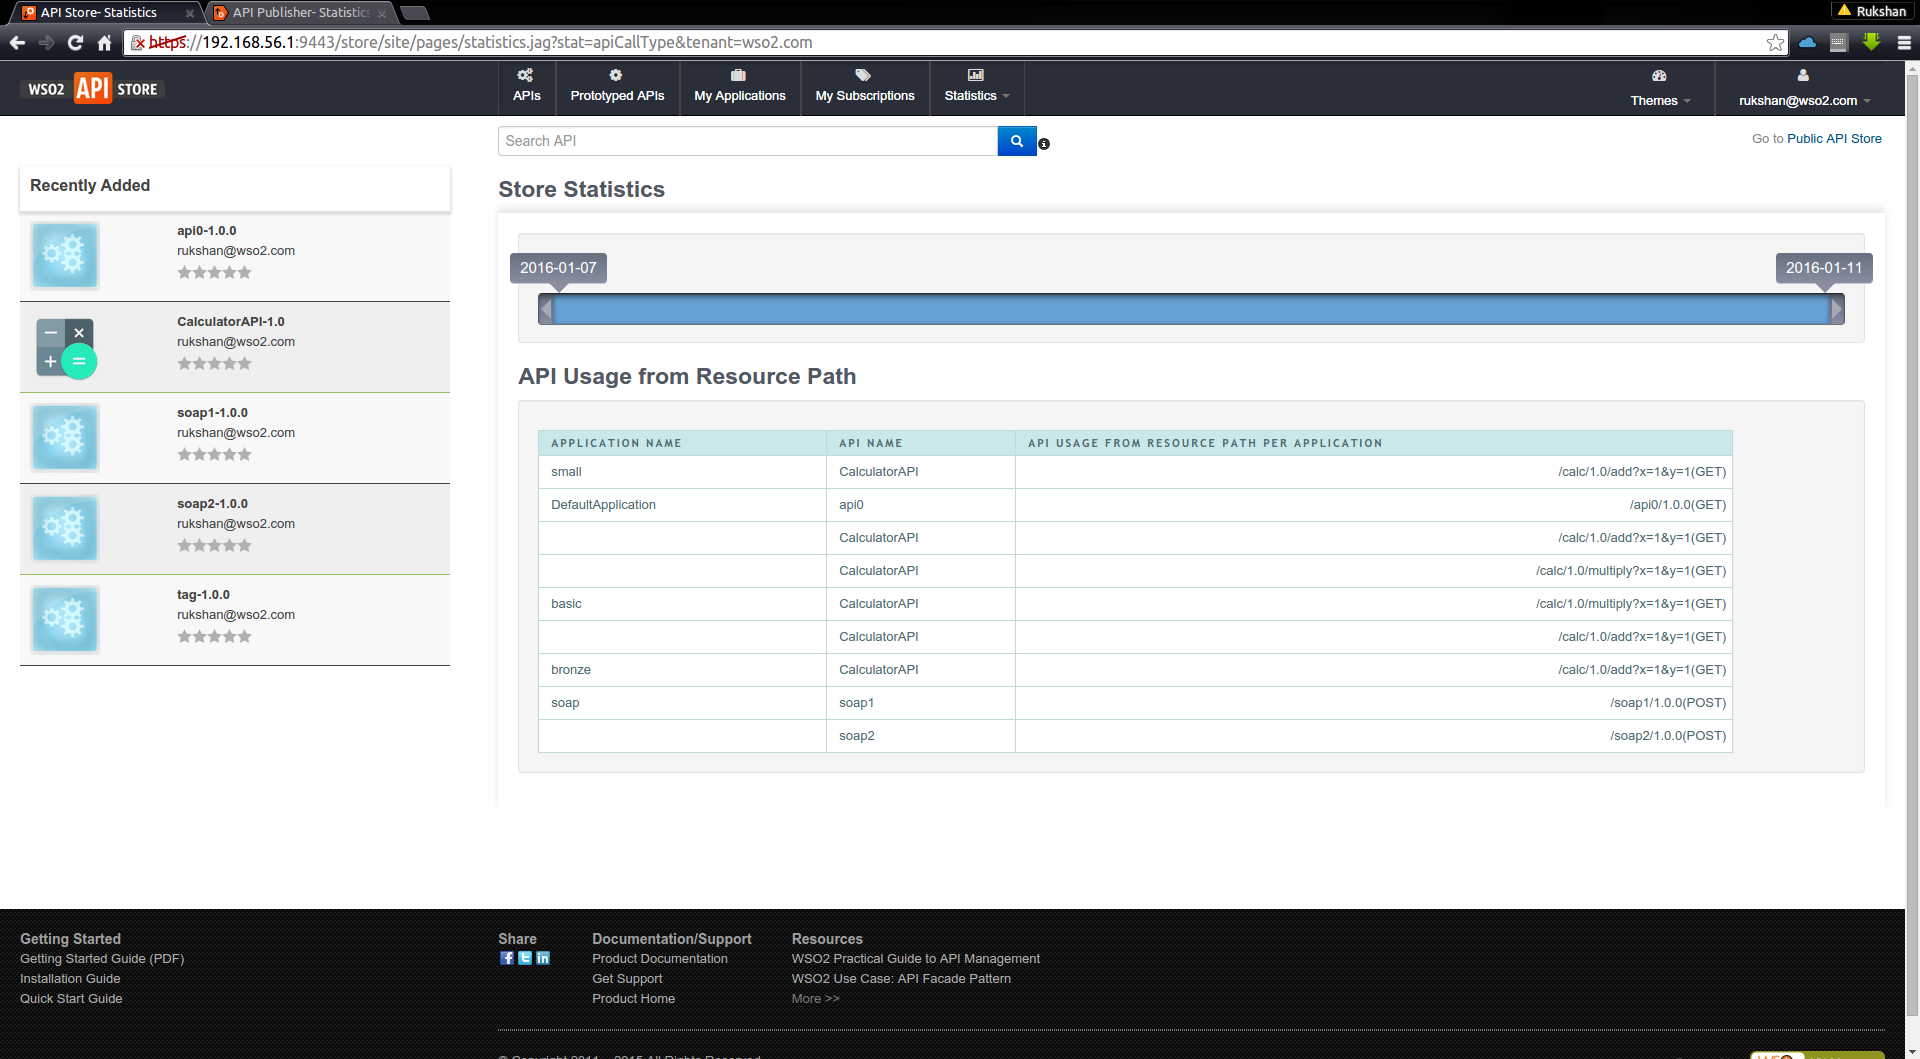 API Store- Statistics
API Publisher- Statistics
Rukshan
https://192.168.56.1:9443/store/site/pages/statistics.jag?stat=apiCallType&tenant=wso2.com
WSO2 API STORE
APIs
Prototyped APIs
My Applications
My Subscriptions
Statistics
Themes
rukshan@wso2.com
Search API
Go to Public API Store
Recently Added
api0-1.0.0
rukshan@wso2.com
CalculatorAPI-1.0
rukshan@wso2.com
soap1-1.0.0
rukshan@wso2.com
soap2-1.0.0
rukshan@wso2.com
tag-1.0.0
rukshan@wso2.com
Store Statistics
2016-01-07 2016-01-11
API Usage from Resource Path
APPLICATION NAME API NAME API USAGE FROM RESOURCE PATH PER APPLICATION
small CalculatorAPI /calc/1.0/add?x=1&y=1(GET)
DefaultApplication api0 /api0/1.0.0(GET)
CalculatorAPI /calc/1.0/add?x=1&y=1(GET)
CalculatorAPI /calc/1.0/multiply?x=1&y=1(GET)
basic CalculatorAPI /calc/1.0/multiply?x=1&y=1(GET)
CalculatorAPI /calc/1.0/add?x=1&y=1(GET)
bronze CalculatorAPI /calc/1.0/add?x=1&y=1(GET)
soap soap1 /soap1/1.0.0(POST)
soap2 /soap2/1.0.0(POST)
Getting Started
Getting Started Guide (PDF)
Installation Guide
Quick Start Guide
Share
Documentation/Support
Product Documentation
Get Support
Product Home
Resources
WSO2 Practical Guide to API Management
WSO2 Use Case: API Facade Pattern
More >>
© Copyright 2011 – 2015 All Rights Reserved.